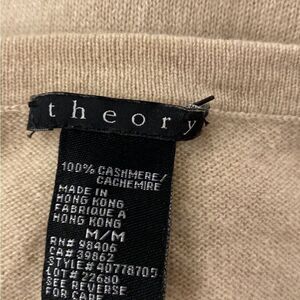 theory
100% CASHMERE/
CACHEMIRE
MADE IN
HONG KONG
FABRIQUE A
HONG KONG
M/M
RN# 98406
CA# 39862
STYLE# 40778705
LOT# 22680
SEE REVERSE
FOR CARE